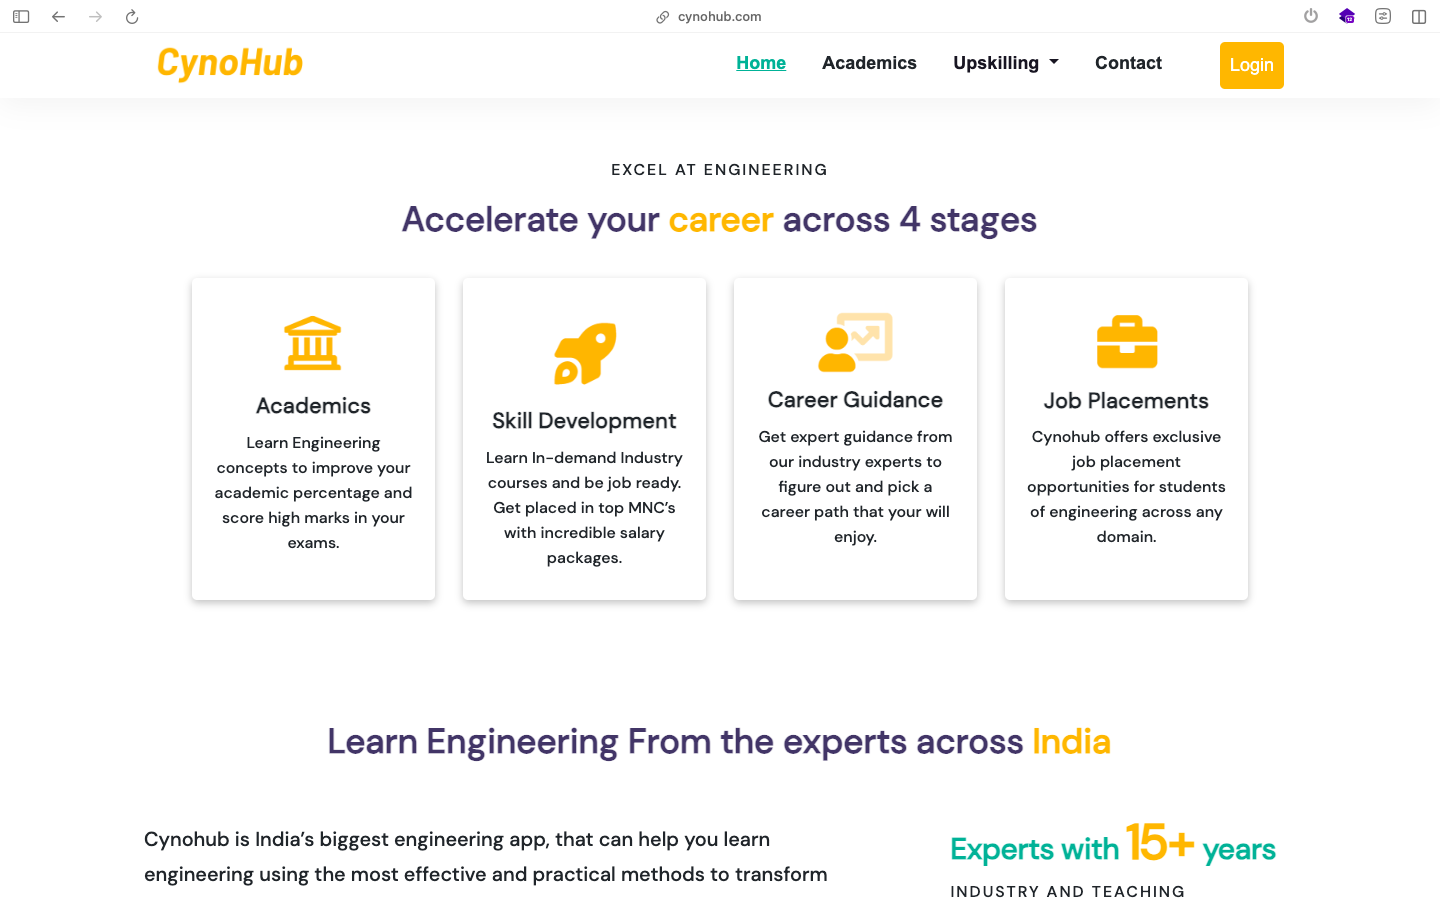 cynohub.com
CynoHub
Home
Academics
Upskilling
Contact
Login
EXCEL AT ENGINEERING
Accelerate your career across 4 stages
Academics
Learn Engineering
concepts to improve your
academic percentage and
score high marks in your
exams.
Skill Development
Learn In-demand Industry
courses and be job ready.
Get placed in top MNC’s
with incredible salary
packages.
Career Guidance
Get expert guidance from
our industry experts to
figure out and pick a
career path that your will
enjoy.
Job Placements
Cynohub offers exclusive
job placement
opportunities for students
of engineering across any
domain.
Learn Engineering From the experts across India
Cynohub is India’s biggest engineering app, that can help you learn
engineering using the most effective and practical methods to transform
Experts with 15+ years
INDUSTRY AND TEACHING